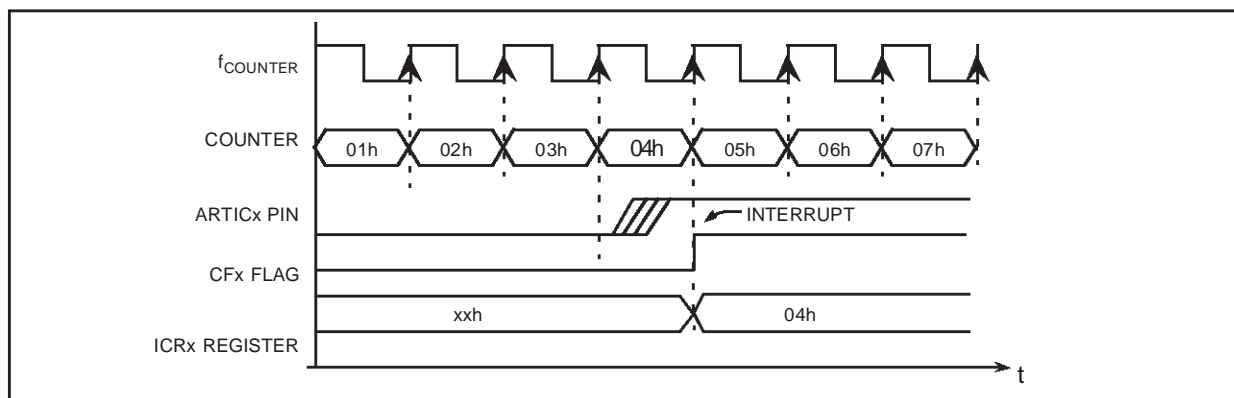 fCOUNTER
COUNTER
01h 02h 03h 04h 05h 06h 07h
ARTICx PIN
INTERRUPT
CFx FLAG
xxh 04h
ICRx REGISTER
t